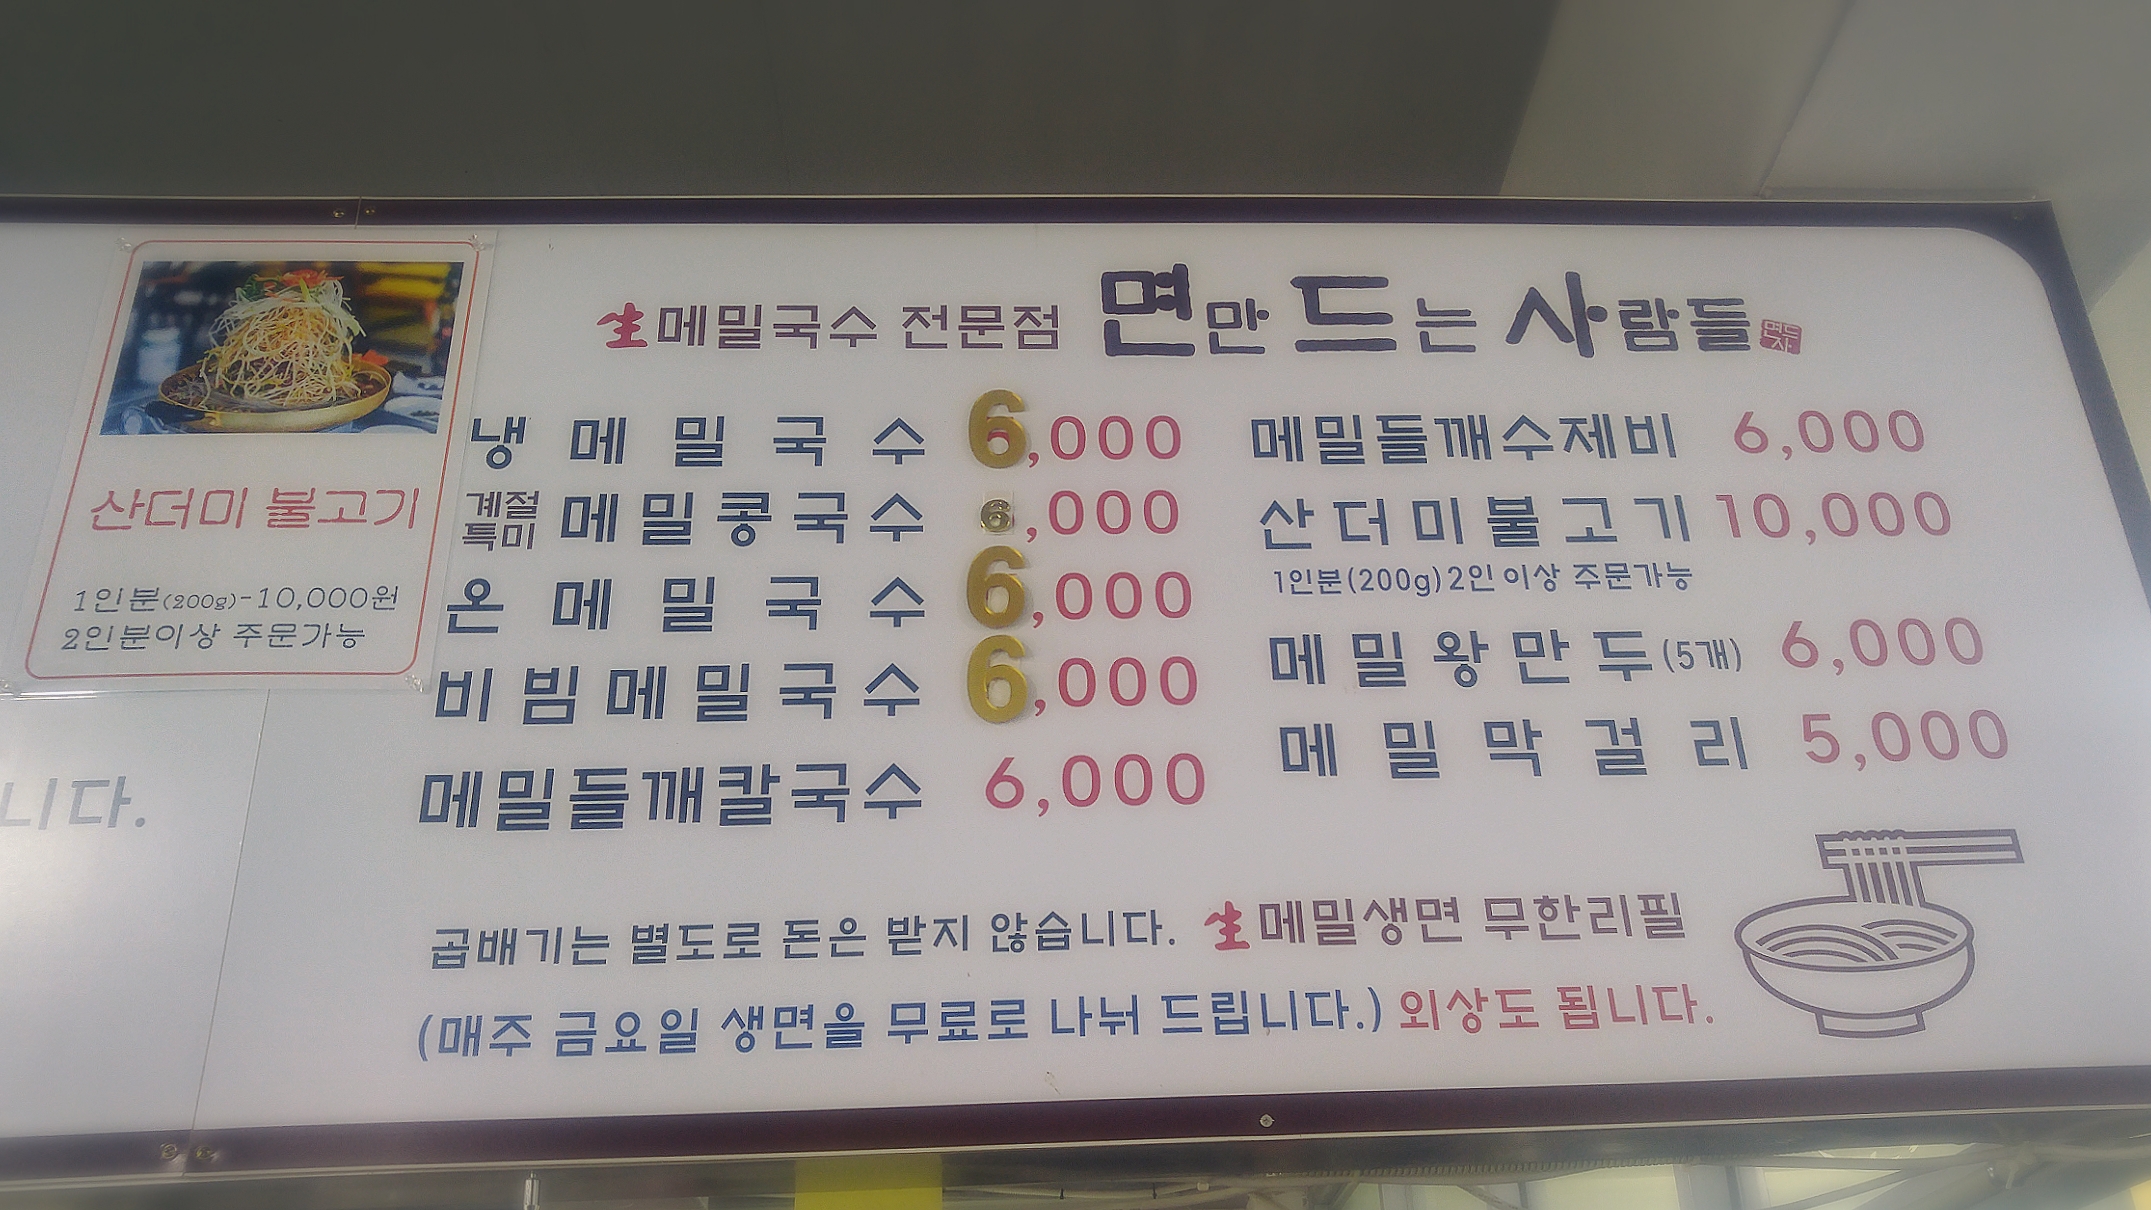 산더미 불고기
1인분(200g)-10,000원
2인분이상 주문가능
니다.
生메밀국수 전문점 면만드는사람들 면드사
냉메밀국수 6,000
계절특미 메밀콩국수 6,000
온메밀국수 6,000
비빔메밀국수 6,000
메밀들깨칼국수 6,000
메밀들깨수제비 6,000
산더미불고기 10,000
1인분(200g)2인이상 주문가능
메밀왕만두(5개) 6,000
메밀막걸리 5,000
곱배기는 별도로 돈은 받지 않습니다. 生메밀생면 무한리필
(매주 금요일 생면을 무료로 나눠 드립니다.) 외상도 됩니다.